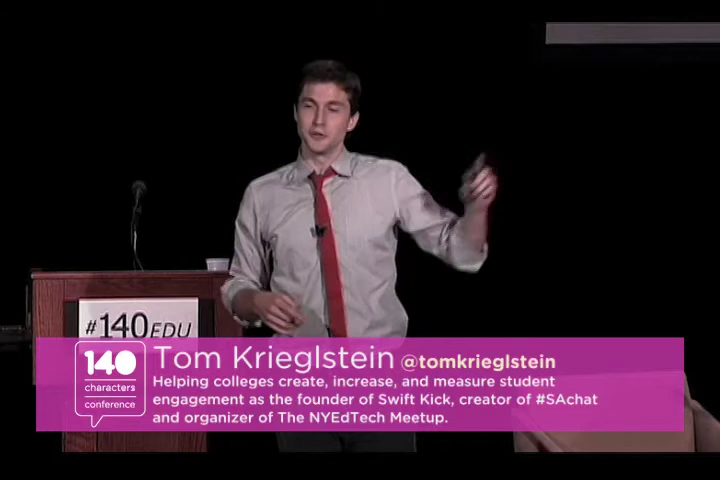 #140EDU
140
characters
conference
Tom Krieglstein @tomkrieglstein
Helping colleges create, increase, and measure student
engagement as the founder of Swift Kick, creator of #SAchat
and organizer of The NYEdTech Meetup.